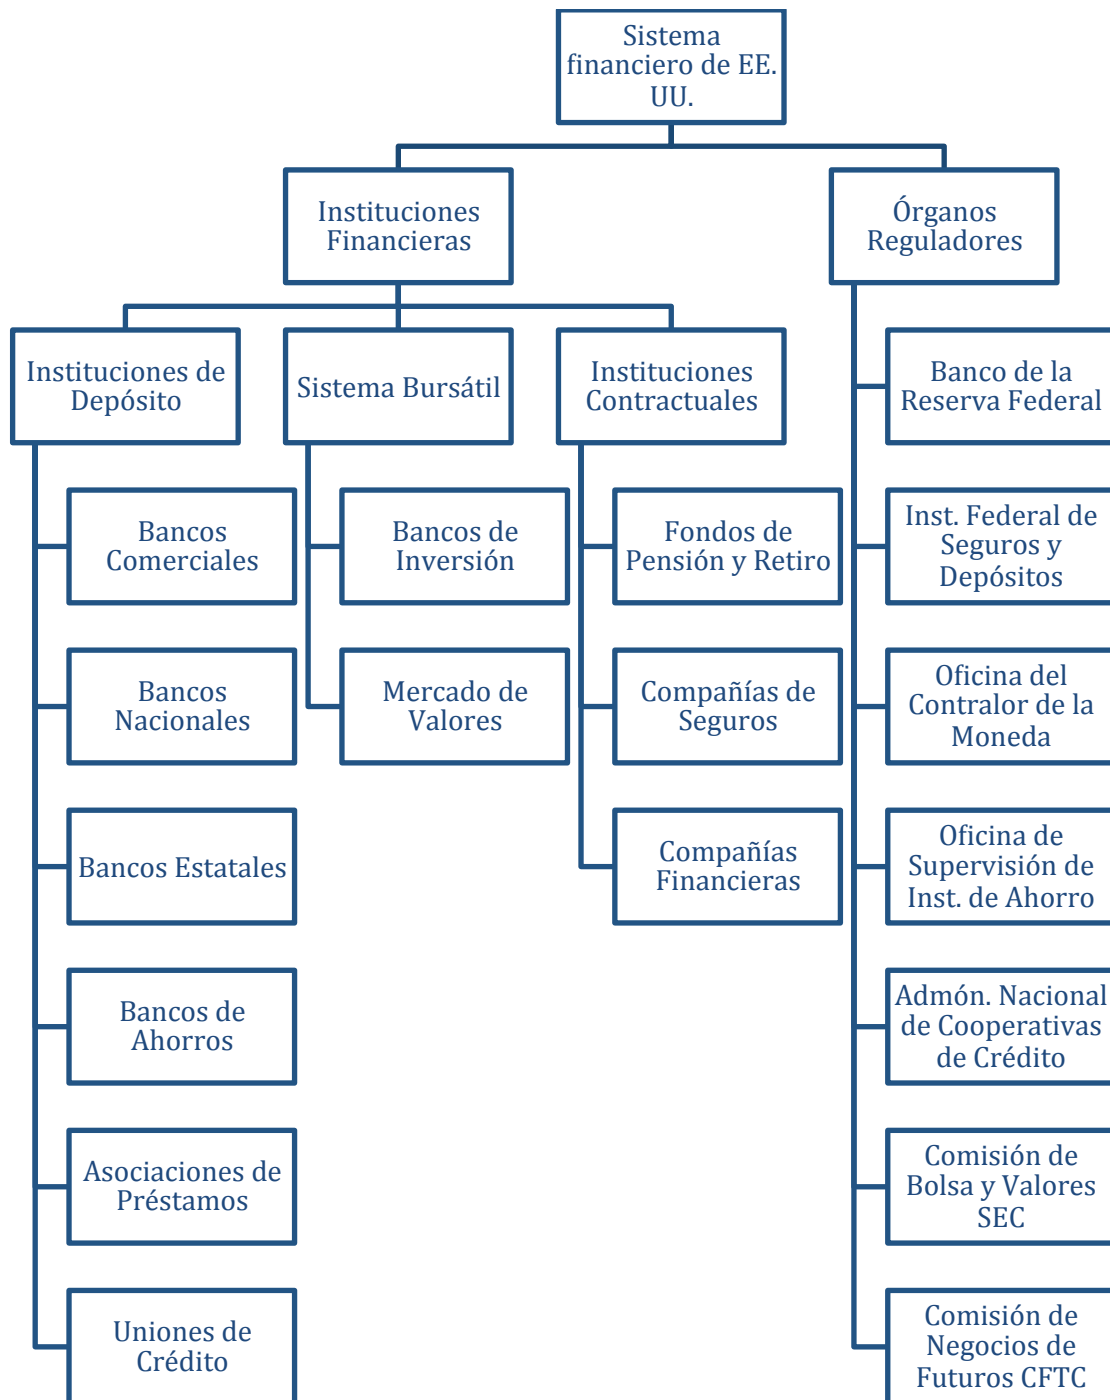 Sistema
financiero de EE.
UU.
Instituciones
Financieras
Órganos
Reguladores
Instituciones de
Depósito
Sistema Bursátil
Instituciones
Contractuales
Banco de la
Reserva Federal
Bancos
Comerciales
Bancos de
Inversión
Fondos de
Pensión y Retiro
Inst. Federal de
Seguros y
Depósitos
Bancos
Nacionales
Mercado de
Valores
Compañías de
Seguros
Oficina del
Contralor de la
Moneda
Bancos Estatales
Compañías
Financieras
Oficina de
Supervisión de
Inst. de Ahorro
Bancos de
Ahorros
Admón. Nacional
de Cooperativas
de Crédito
Asociaciones de
Préstamos
Comisión de
Bolsa y Valores
SEC
Uniones de
Crédito
Comisión de
Negocios de
Futuros CFTC